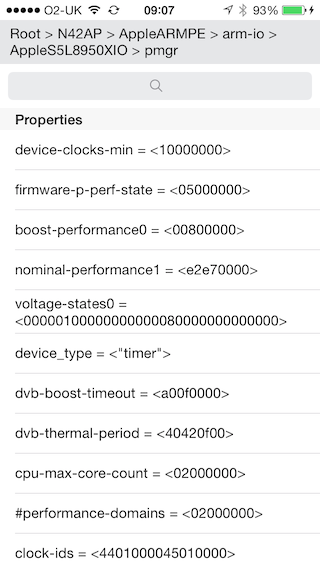 O2-UK 09:07 93%
Root > N42AP > AppleARMPE > arm-io >
AppleS5L8950XIO > pmgr
Properties
device-clocks-min = <10000000>
firmware-p-perf-state = <05000000>
boost-performance0 = <00800000>
nominal-performance1 = <e2e70000>
voltage-states0 =
<00000100000000000080000000000000>
device_type = <"timer">
dvb-boost-timeout = <a00f0000>
dvb-thermal-period = <40420f00>
cpu-max-core-count = <02000000>
#performance-domains = <02000000>
clock-ids = <4401000045010000>